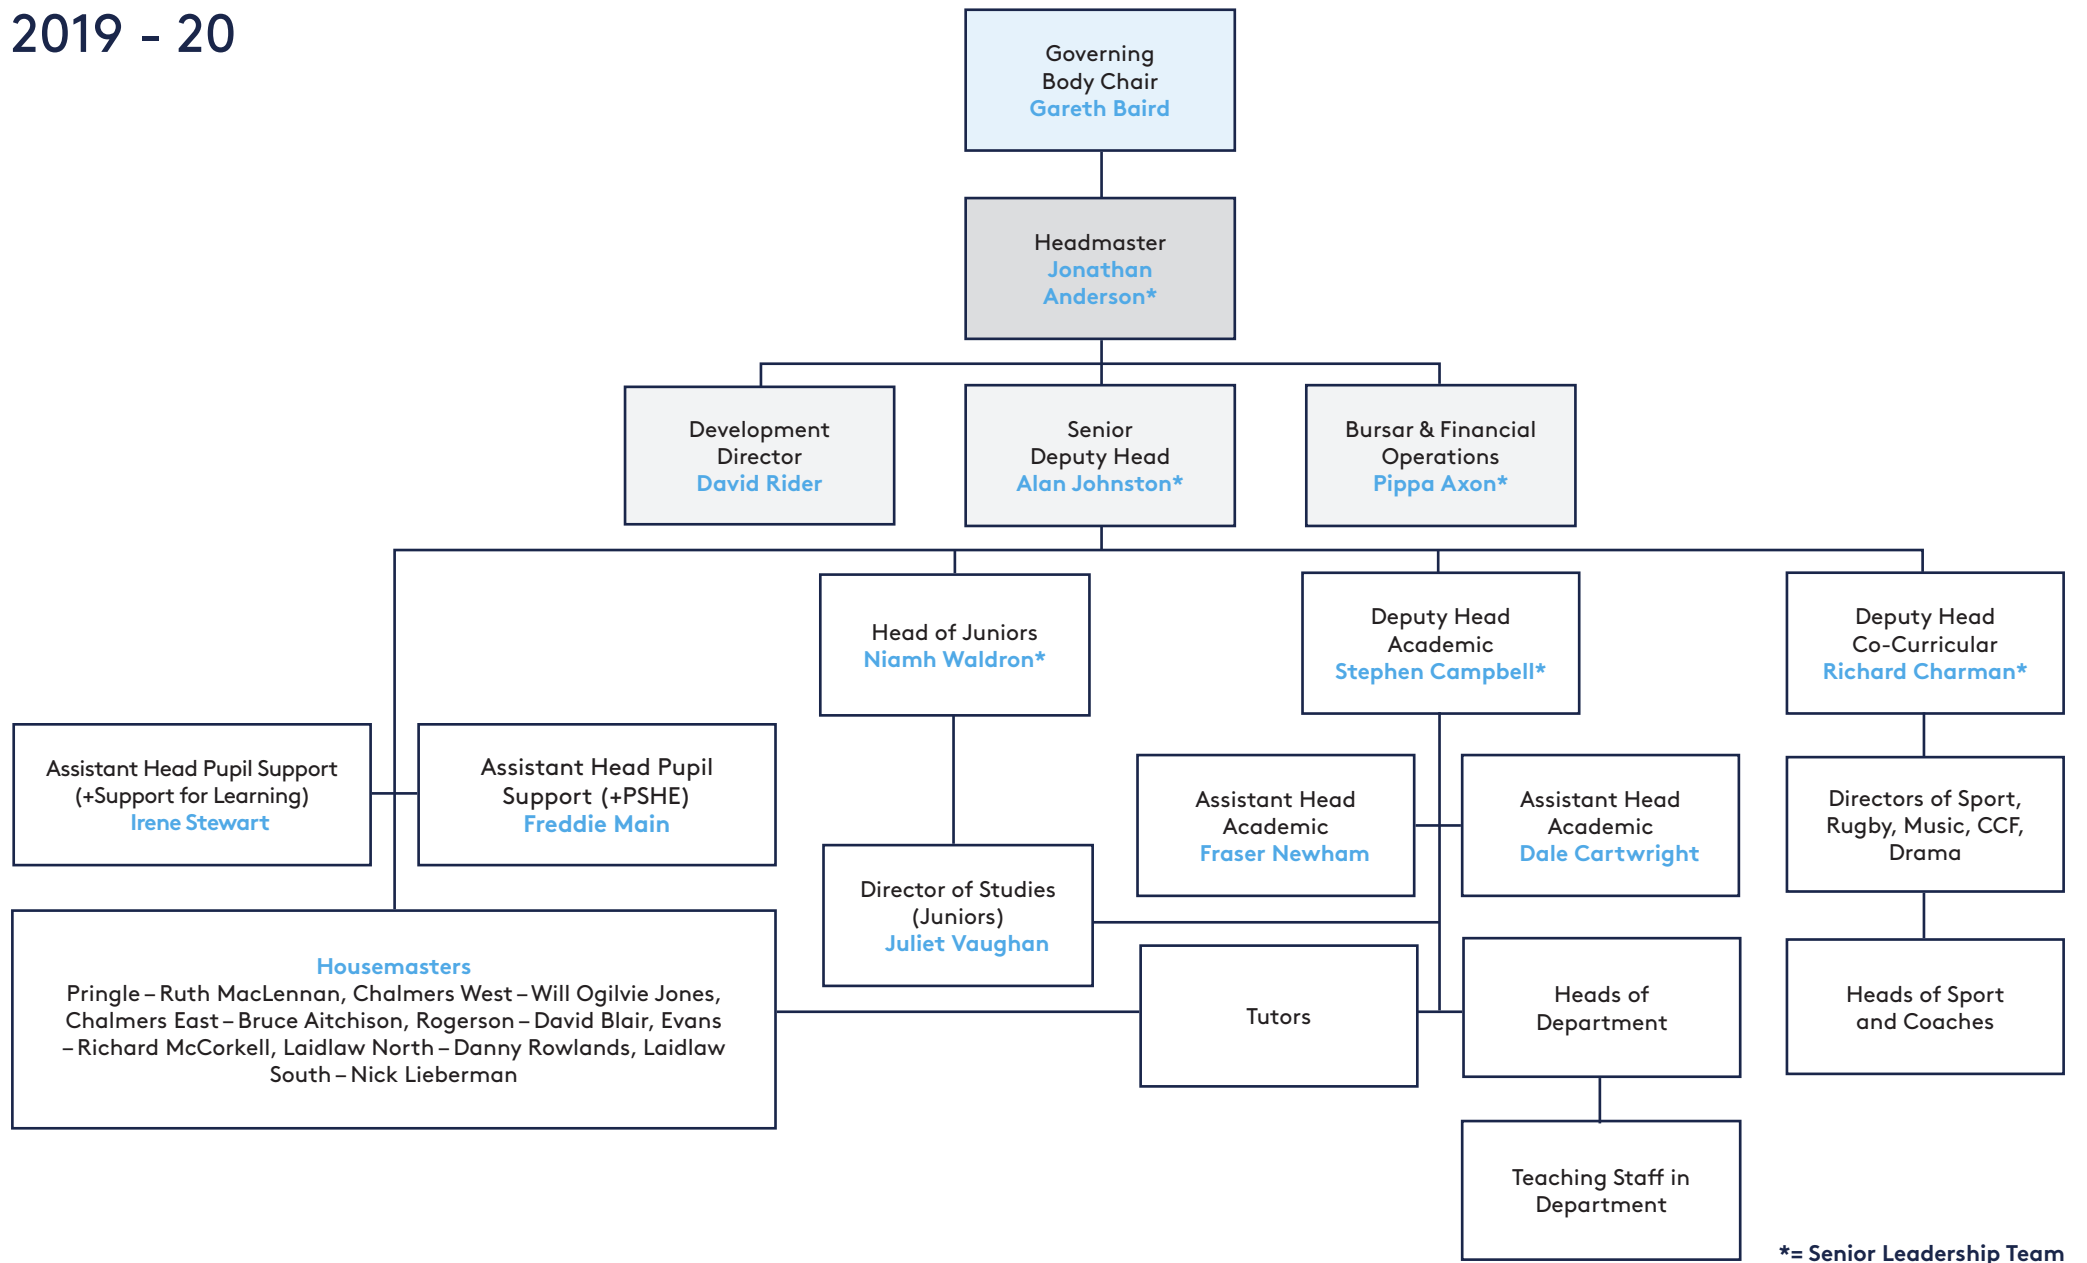 2019 - 20
Governing
Body Chair
Gareth Baird
Headmaster
Jonathan
Anderson*
Development
Director
David Rider
Senior
Deputy Head
Alan Johnston*
Bursar & Financial
Operations
Pippa Axon*
Head of Juniors
Niamh Waldron*
Deputy Head
Academic
Stephen Campbell*
Deputy Head
Co-Curricular
Richard Charman*
Assistant Head Pupil Support
(+Support for Learning)
Irene Stewart
Assistant Head Pupil
Support (+PSHE)
Freddie Main
Assistant Head
Academic
Fraser Newham
Assistant Head
Academic
Dale Cartwright
Directors of Sport,
Rugby, Music, CCF,
Drama
Director of Studies
(Juniors)
Juliet Vaughan
Housemasters
Pringle – Ruth MacLennan, Chalmers West – Will Ogilvie Jones,
Chalmers East – Bruce Aitchison, Rogerson – David Blair, Evans
– Richard McCorkell, Laidlaw North – Danny Rowlands, Laidlaw
South – Nick Lieberman
Tutors
Heads of
Department
Heads of Sport
and Coaches
Teaching Staff in
Department
*= Senior Leadership Team